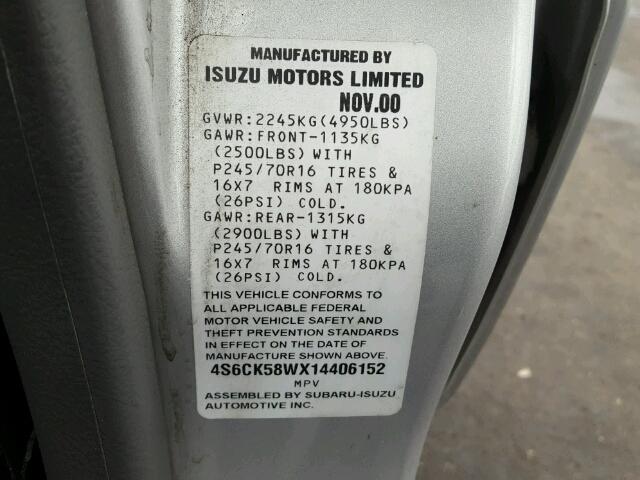 MANUFACTURED BY
ISUZU MOTORS LIMITED
NOV.00
GVWR:2245KG(4950LBS)
GAWR:FRONT-1135KG
(2500LBS) WITH
P245/70R16 TIRES &
16X7 RIMS AT 180KPA
(26PSI) COLD.
GAWR:REAR-1315KG
(2900LBS) WITH
P245/70R16 TIRES &
16X7 RIMS AT 180KPA
(26PSI) COLD.
THIS VEHICLE CONFORMS TO
ALL APPLICABLE FEDERAL
MOTOR VEHICLE SAFETY AND
THEFT PREVENTION STANDARDS
IN EFFECT ON THE DATE OF
MANUFACTURE SHOWN ABOVE.
4S6CK58WX14406152
MPV
ASSEMBLED BY SUBARU-ISUZU
AUTOMOTIVE INC.